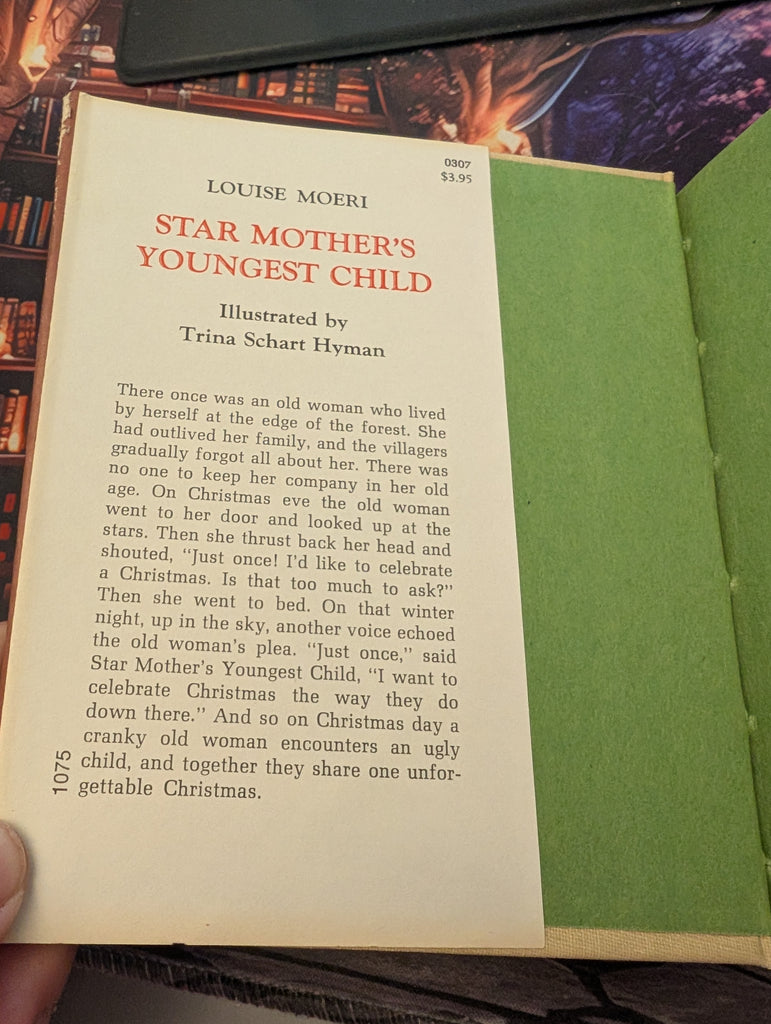 0307
$3.95
LOUISE MOERI
STAR MOTHER'S
YOUNGEST CHILD
Illustrated by
Trina Schart Hyman
There once was an old woman who lived
by herself at the edge of the forest. She
had outlived her family, and the villagers
gradually forgot all about her. There was
no one to keep her company in her old
age. On Christmas eve the old woman
went to her door and looked up at the
stars. Then she thrust back her head and
shouted, “Just once! I’d like to celebrate
a Christmas. Is that too much to ask?”
Then she went to bed. On that winter
night, up in the sky, another voice echoed
the old woman’s plea. “Just once,” said
Star Mother’s Youngest Child, “I want to
celebrate Christmas the way they do
down there.” And so on Christmas day a
cranky old woman encounters an ugly
child, and together they share one unfor-
gettable Christmas.
1075